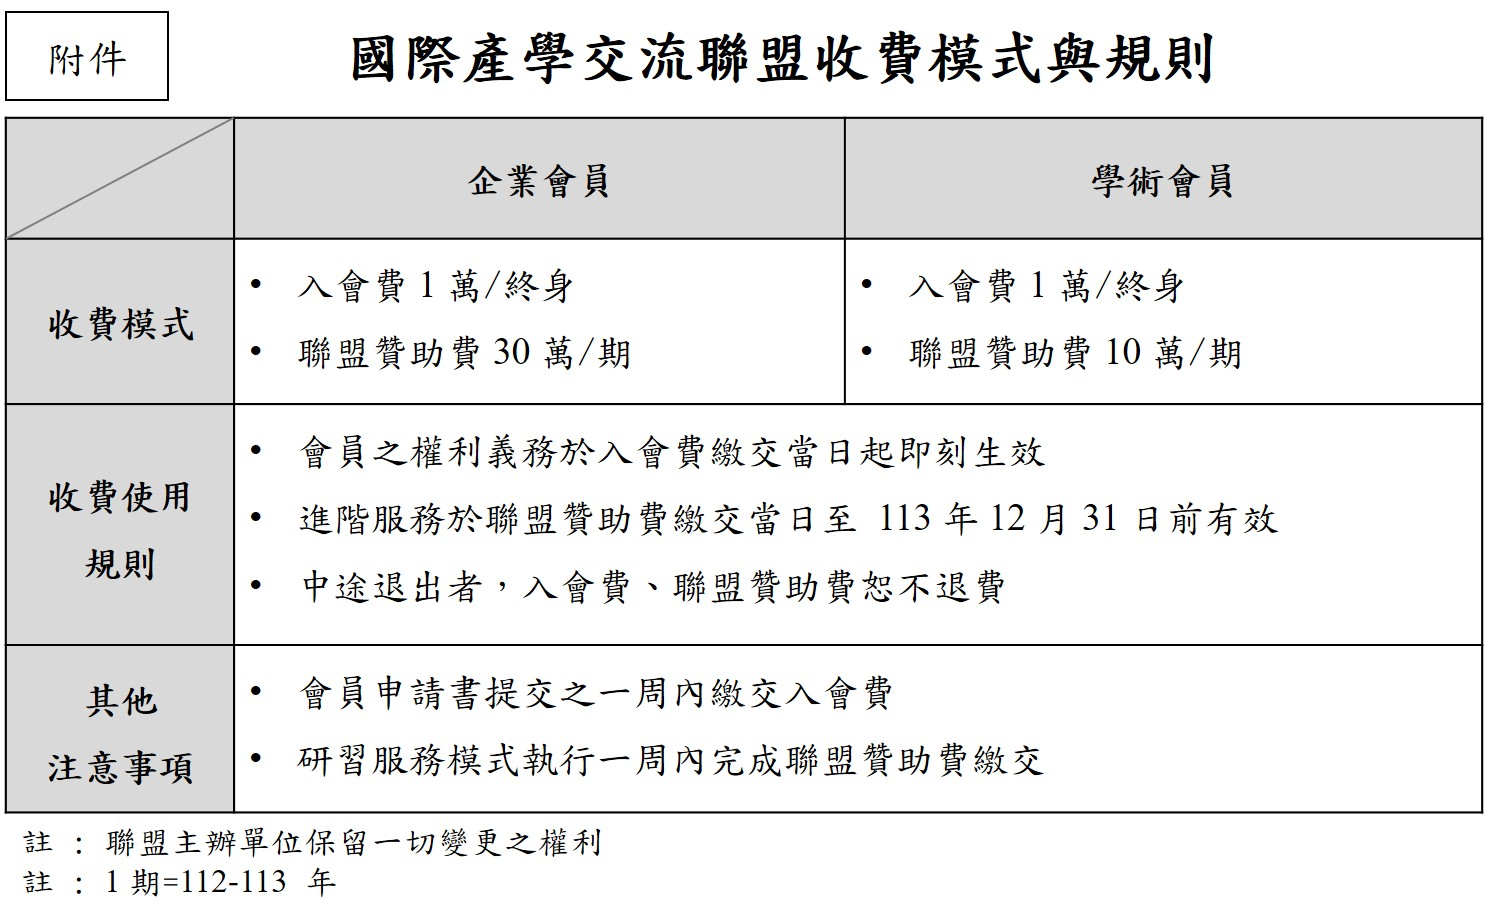 附件
國際產學交流聯盟收費模式與規則
企業會員
學術會員
收費模式
• 入會費 1 萬/終身
• 聯盟贊助費 30 萬/期
• 入會費 1 萬/終身
• 聯盟贊助費 10 萬/期
收費使用
規則
• 會員之權利義務於入會費繳交當日起即刻生效
• 進階服務於聯盟贊助費繳交當日至 113 年 12 月 31 日前有效
• 中途退出者，入會費、聯盟贊助費恕不退費
其他
注意事項
• 會員申請書提交之一周內繳交入會費
• 研習服務模式執行一周內完成聯盟贊助費繳交
註 : 聯盟主辦單位保留一切變更之權利
註 : 1 期=112-113 年